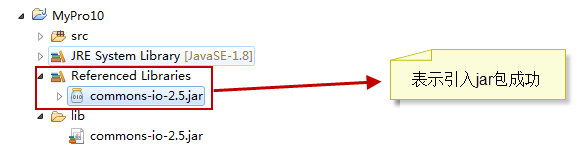 MyPro10
src
JRE System Library [JavaSE-1.8]
Referenced Libraries
commons-io-2.5.jar
lib
commons-io-2.5.jar
表示引入jar包成功